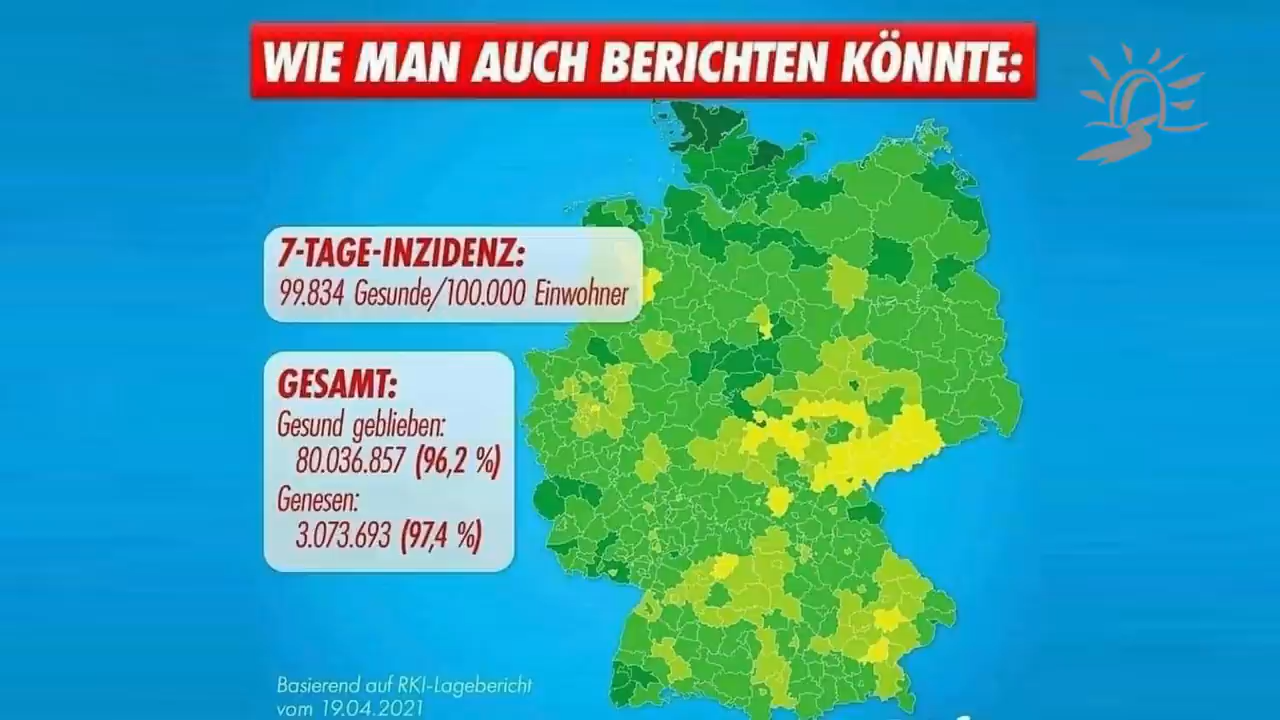 WIE MAN AUCH BERICHTEN KÖNNTE:
7-TAGE-INZIDENZ:
99.834 Gesunde/100.000 Einwohner
GESAMT:
Gesund geblieben:
80.036.857 (96,2 %)
Genesen:
3.073.693 (97,4 %)
Basierend auf RKI-Lagebericht
vom 19.04.2021